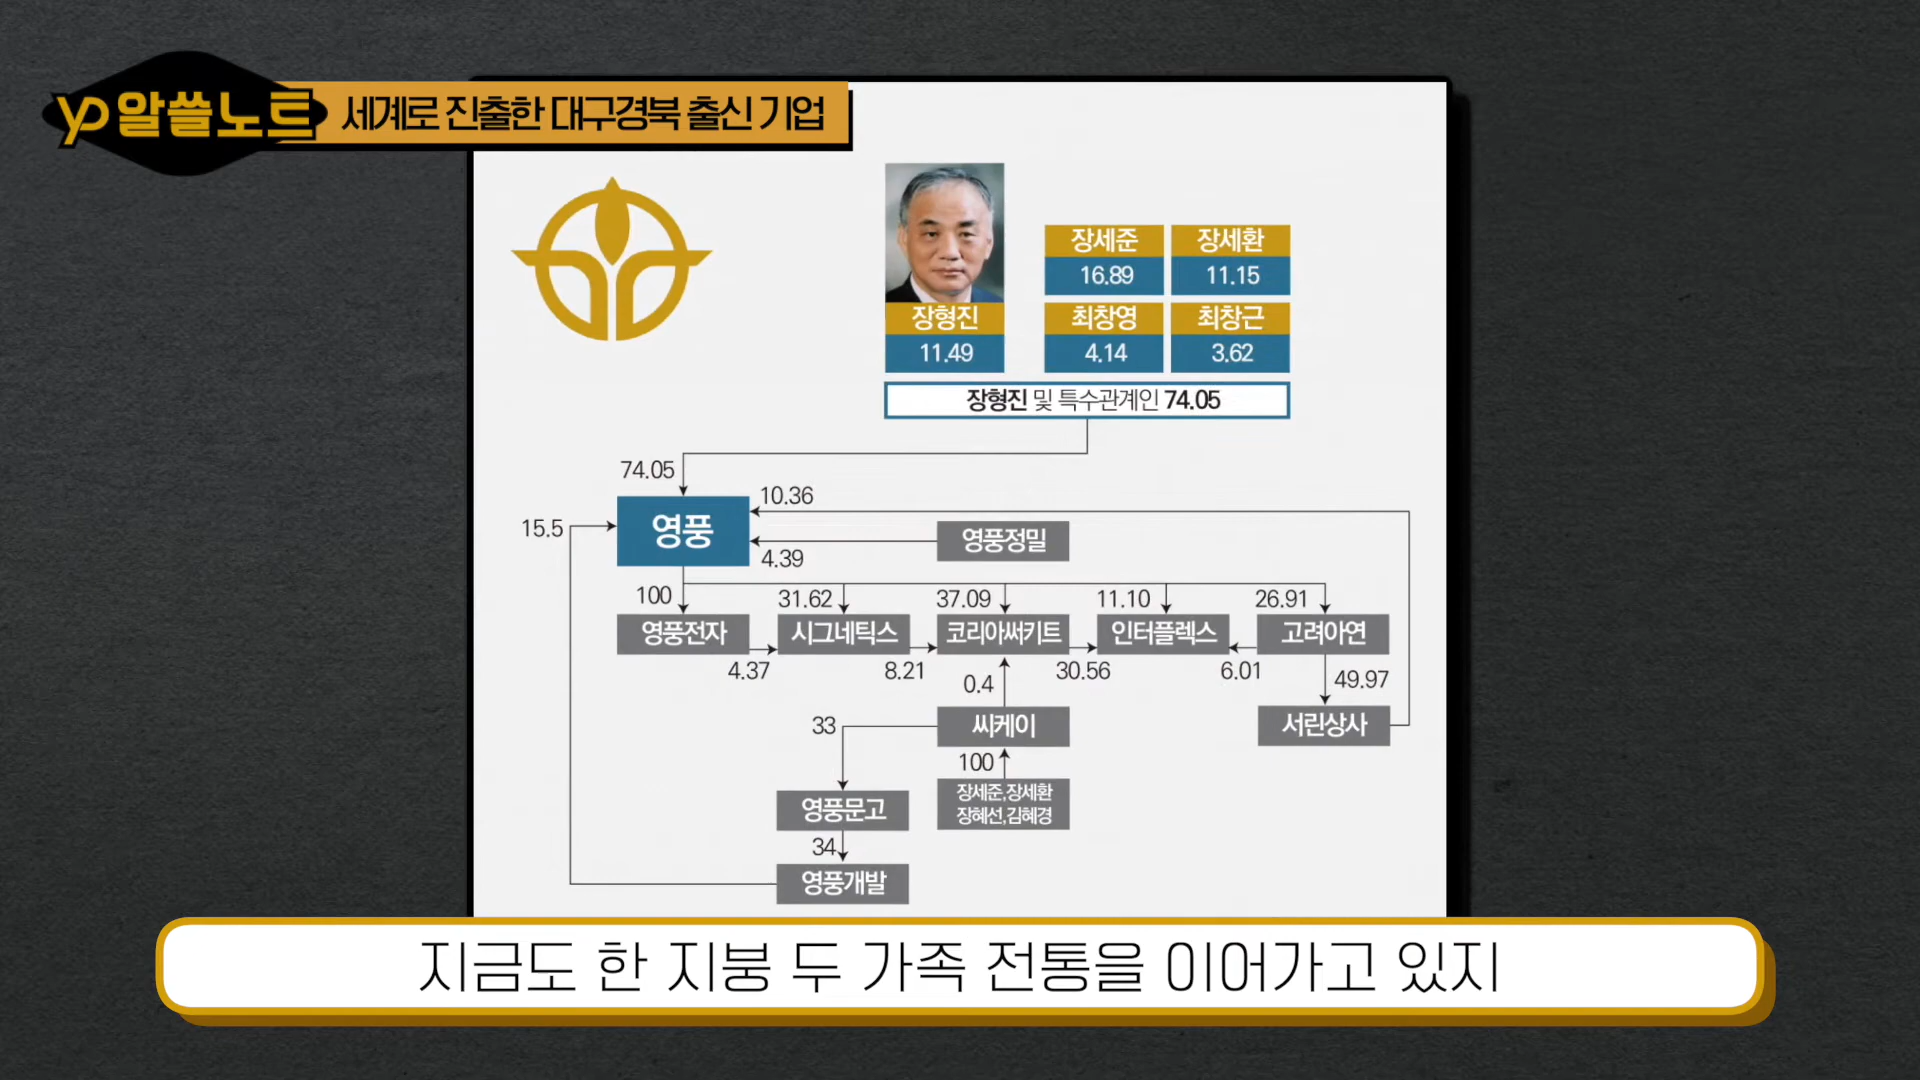 yp알쓸노트
세계로 진출한 대구경북 출신 기업
장세준
장세환
16.89
11.15
장형진
최창영
최창근
11.49
4.14
3.62
장형진 및 특수관계인 74.05
74.05
10.36
15.5
영풍
영풍정밀
4.39
100
31.62
37.09
11.10
26.91
영풍전자
시그네틱스
코리아써키트
인터플렉스
고려아연
4.37
8.21
30.56
6.01
49.97
0.4
33
씨케이
서린상사
100
장세준,장세환
장혜선,김혜경
영풍문고
34
영풍개발
지금도 한 지붕 두 가족 전통을 이어가고 있지